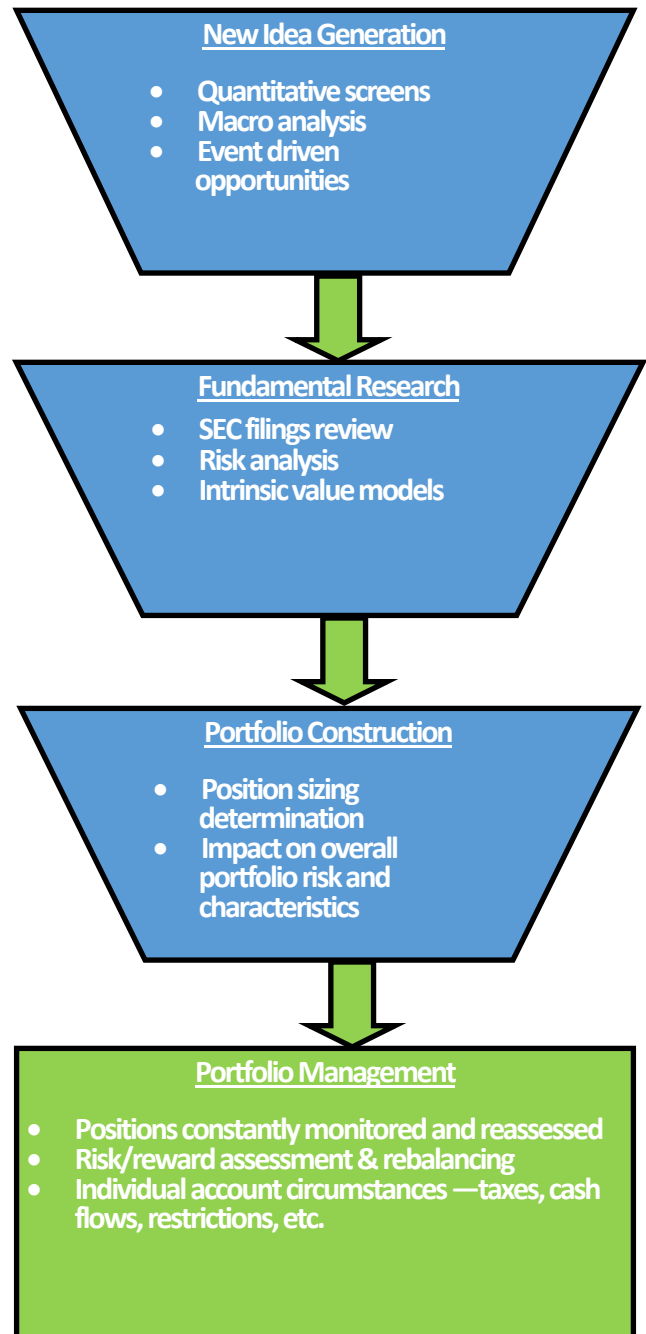 New Idea Generation
• Quantitative screens
• Macro analysis
• Event driven
opportunities
Fundamental Research
• SEC filings review
• Risk analysis
• Intrinsic value models
Portfolio Construction
• Position sizing
determination
• Impact on overall
portfolio risk and
characteristics
Portfolio Management
• Positions constantly monitored and reassessed
• Risk/reward assessment & rebalancing
• Individual account circumstances —taxes, cash
flows, restrictions, etc.